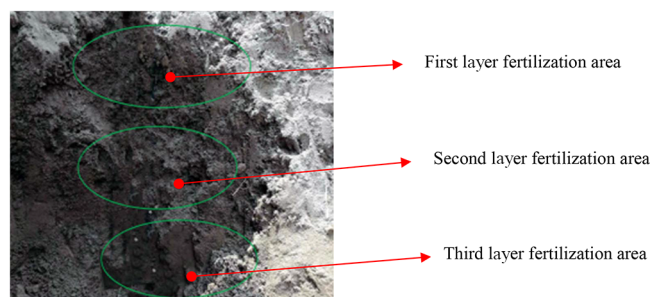 First layer fertilization area
Second layer fertilization area
Third layer fertilization area